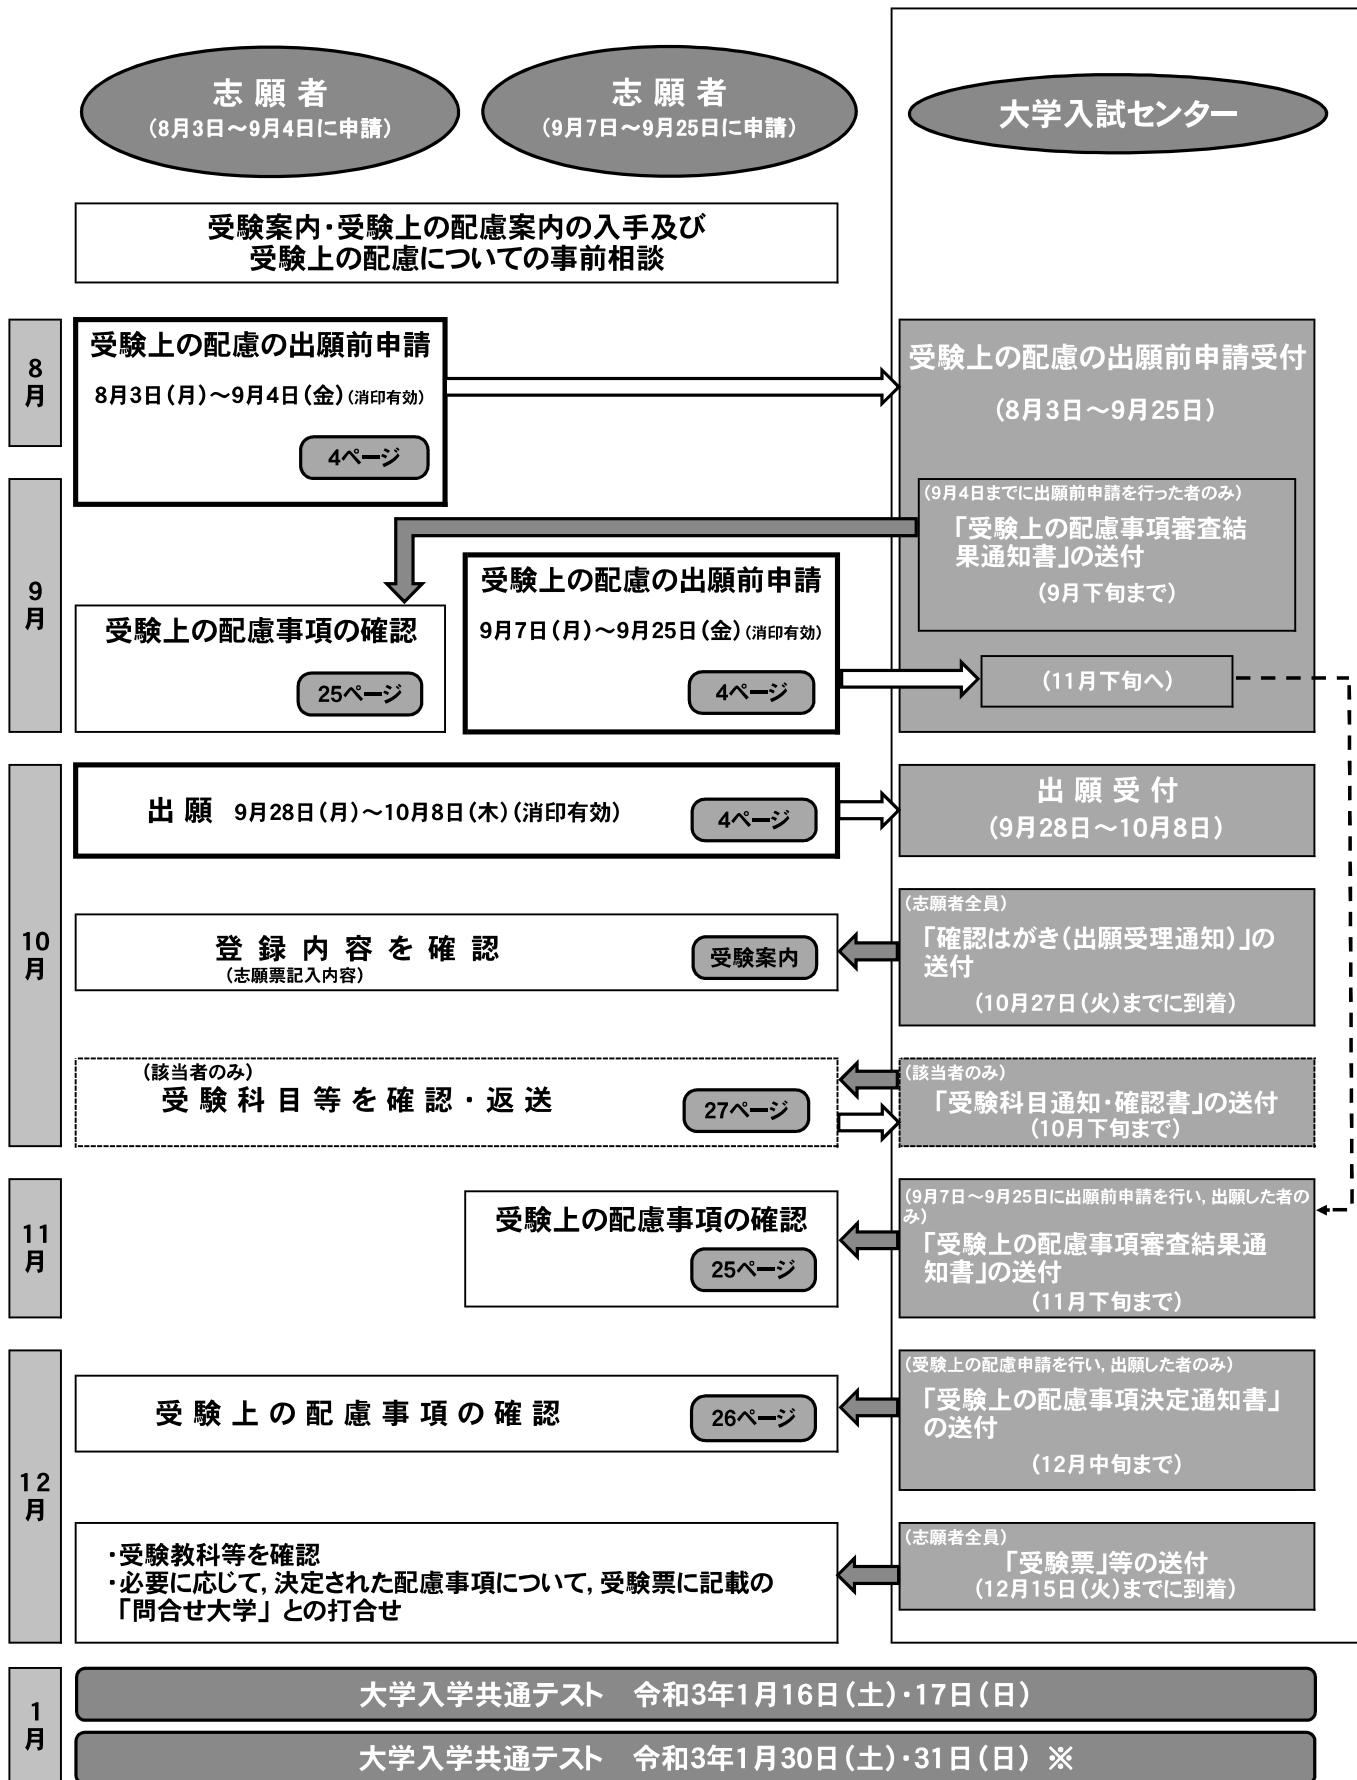 志願者
(8月3日～9月4日に申請)
志願者
(9月7日～9月25日に申請)
大学入試センター
受験案内・受験上の配慮案内の入手及び
受験上の配慮についての事前相談
8
月
受験上の配慮の出願前申請
8月3日(月)～9月4日(金)(消印有効)
4ページ
受験上の配慮の出願前申請受付
(8月3日～9月25日)
9
月
(9月4日までに出願前申請を行った者のみ)
「受験上の配慮事項審査結
果通知書」の送付
(9月下旬まで)
受験上の配慮事項の確認
25ページ
受験上の配慮の出願前申請
9月7日(月)～9月25日(金)(消印有効)
4ページ
(11月下旬へ)
10
月
出願 9月28日(月)～10月8日(木)(消印有効)
4ページ
出願受付
(9月28日～10月8日)
登録内容を確認
(志願票記入内容)
受験案内
(志願者全員)
「確認はがき(出願受理通知)」の
送付
(10月27日(火)までに到着)
(該当者のみ)
受験科目等を確認・返送
27ページ
(該当者のみ)
「受験科目通知・確認書」の送付
(10月下旬まで)
11
月
受験上の配慮事項の確認
25ページ
(9月7日～9月25日に出願前申請を行い,出願した者の
み)
「受験上の配慮事項審査結果通
知書」の送付
(11月下旬まで)
12
月
受験上の配慮事項の確認
26ページ
(受験上の配慮申請を行い,出願した者のみ)
「受験上の配慮事項決定通知書」
の送付
(12月中旬まで)
・受験教科等を確認
・必要に応じて,決定された配慮事項について,受験票に記載の
「問合せ大学」との打合せ
(志願者全員)
「受験票」等の送付
(12月15日(火)までに到着)
1
月
大学入学共通テスト 令和3年1月16日(土)・17日(日)
大学入学共通テスト 令和3年1月30日(土)・31日(日) ※